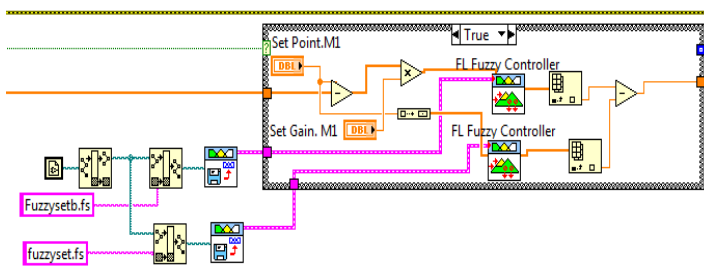 True
Set Point.M1
DBL
FL Fuzzy Controller
Set Gain. M1
DBL
FL Fuzzy Controller
Fuzzysetb.fs
fuzzyset.fs